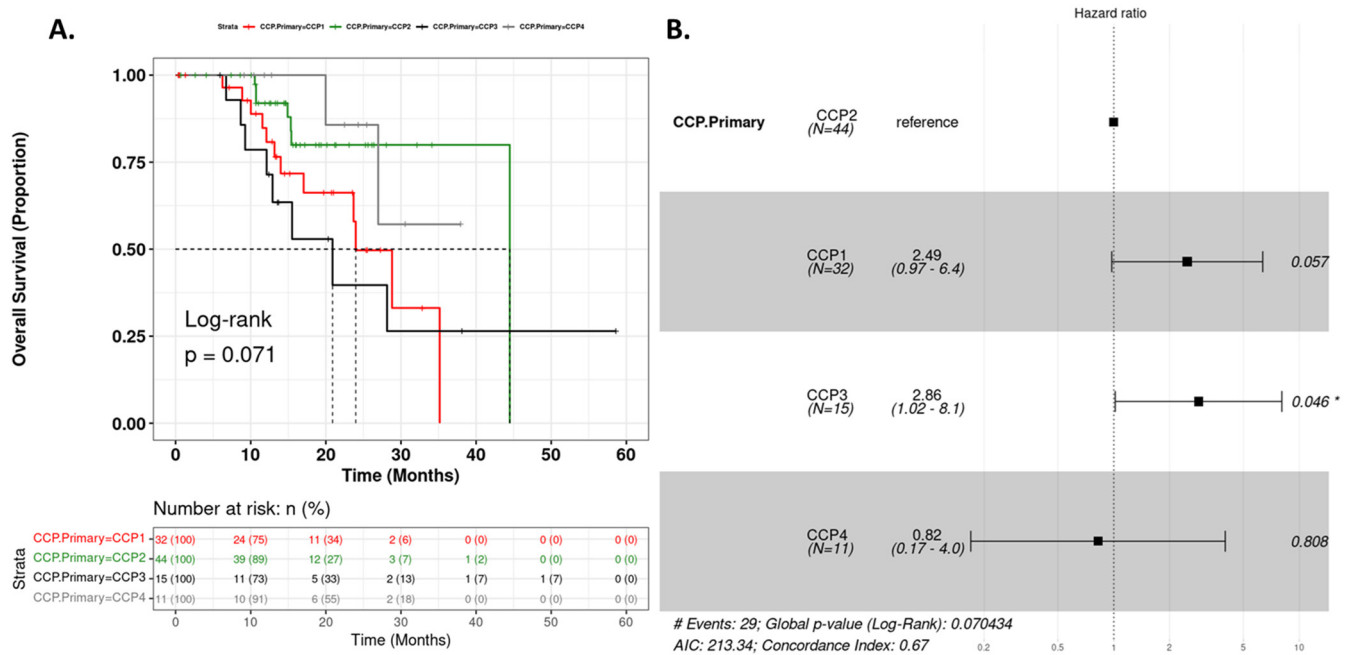 A.
Strata CCP.Primary=CCP1 CCP.Primary=CCP2 CCP.Primary=CCP3 CCP.Primary=CCP4
Overall Survival (Proportion)
1.00
0.75
0.50
0.25
0.00
Log-rank
p = 0.071
0 10 20 30 40 50 60
Time (Months)
Number at risk: n (%)
Strata
CCP.Primary=CCP1 32 (100) 24 (75) 11 (34) 2 (6) 0 (0) 0 (0) 0 (0)
CCP.Primary=CCP2 44 (100) 39 (89) 12 (27) 3 (7) 1 (2) 0 (0) 0 (0)
CCP.Primary=CCP3 15 (100) 11 (73) 5 (33) 2 (13) 1 (7) 1 (7) 0 (0)
CCP.Primary=CCP4 11 (100) 10 (91) 6 (55) 2 (18) 0 (0) 0 (0) 0 (0)
0 10 20 30 40 50 60
Time (Months)
B.
Hazard ratio
CCP.Primary CCP2 reference
(N=44)
CCP1 2.49 0.057
(N=32) (0.97 - 6.4)
CCP3 2.86 0.046 *
(N=15) (1.02 - 8.1)
CCP4 0.82 0.808
(N=11) (0.17 - 4.0)
# Events: 29; Global p-value (Log-Rank): 0.070434
AIC: 213.34; Concordance Index: 0.67
0.2 0.5 1 2 5 10